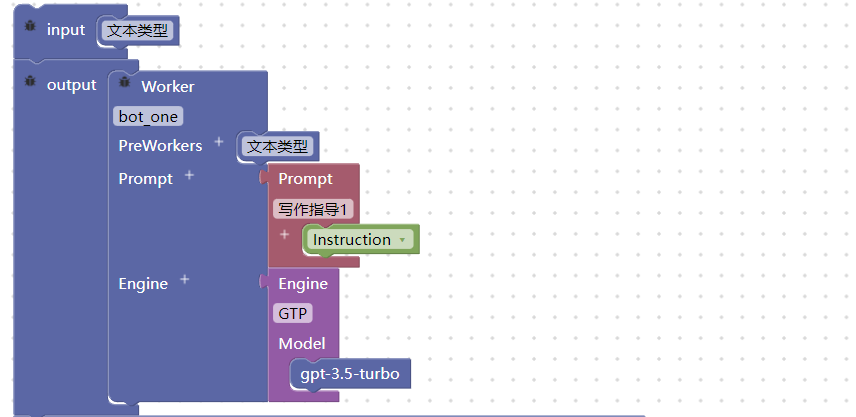 input 文本类型
output Worker
bot_one
PreWorkers + 文本类型
Prompt + Prompt
写作指导1
+ Instruction
Engine + Engine
GTP
Model
gpt-3.5-turbo